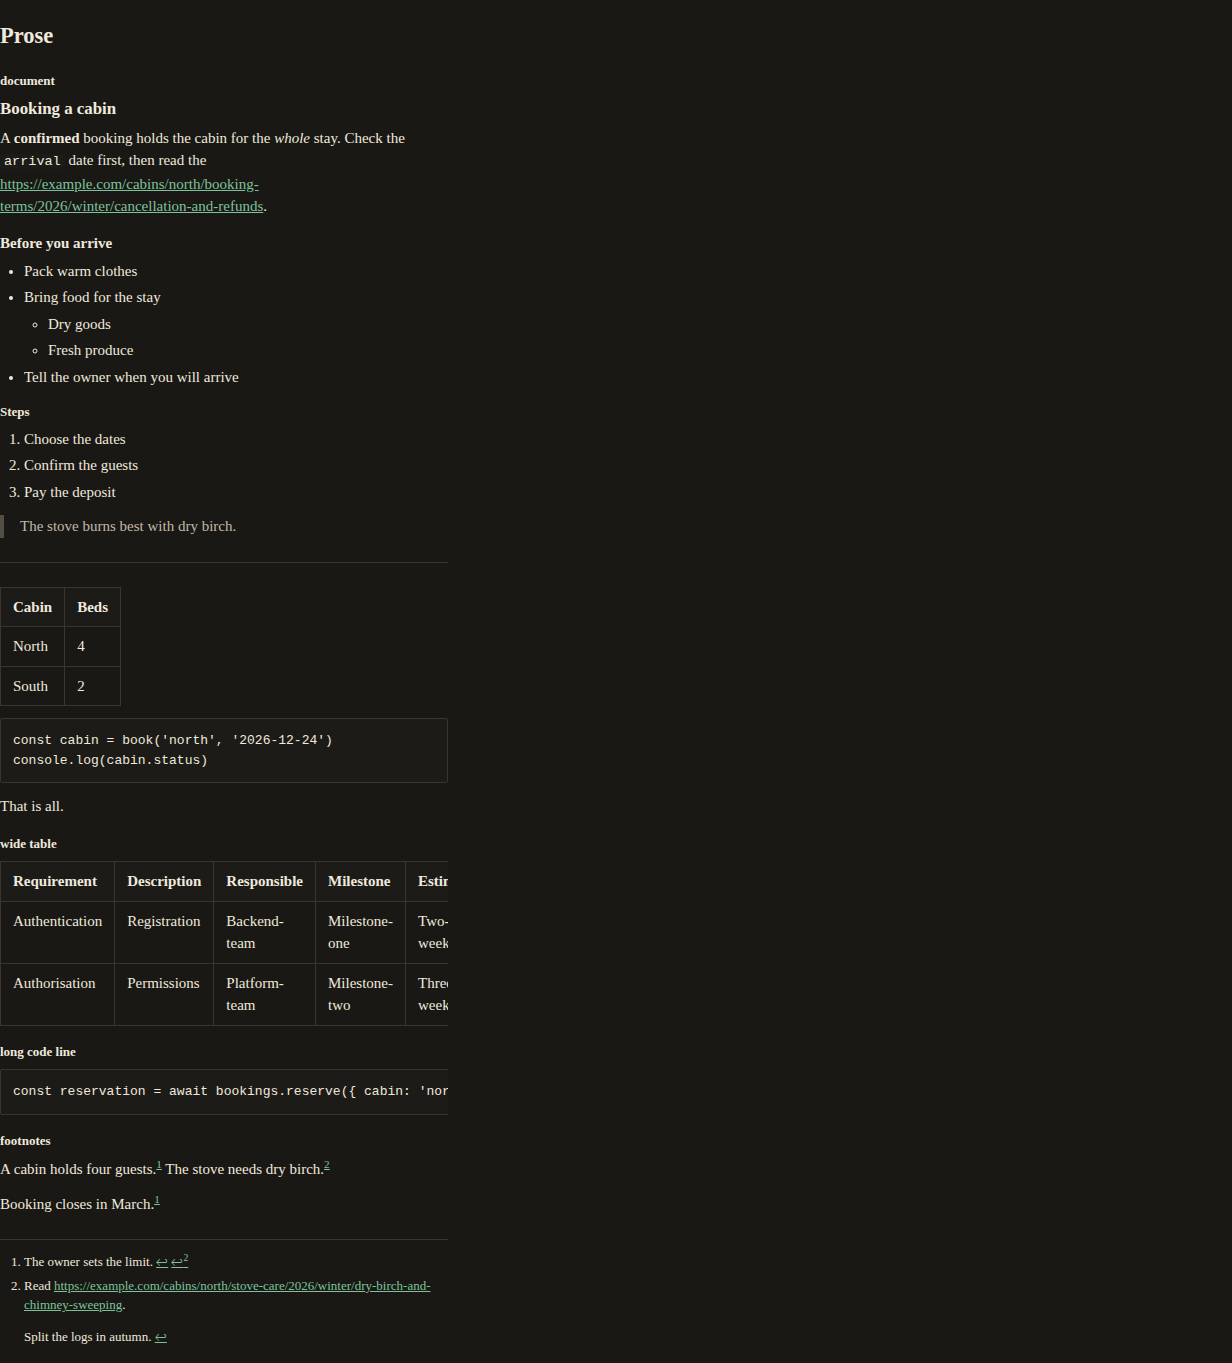 Prose
document
Booking a cabin
A confirmed booking holds the cabin for the whole stay. Check the
arrival date first, then read the
https://example.com/cabins/north/booking-
terms/2026/winter/cancellation-and-refunds.
Before you arrive
• Pack warm clothes
• Bring food for the stay
◦ Dry goods
◦ Fresh produce
• Tell the owner when you will arrive
Steps
1. Choose the dates
2. Confirm the guests
3. Pay the deposit
The stove burns best with dry birch.
Cabin Beds
North 4
South 2
const cabin = book('north', '2026-12-24')
console.log(cabin.status)
That is all.
wide table
Requirement Description Responsible Milestone
Authentication Registration Backend- Milestone- Two-
team one week
Authorisation Permissions Platform- Milestone- Three
team two week
long code line
const reservation = await bookings.reserve({ cabin: 'nor
footnotes
A cabin holds four guests.1 The stove needs dry birch.2
Booking closes in March.1
1. The owner sets the limit. ↩ ↩2
2. Read https://example.com/cabins/north/stove-care/2026/winter/dry-birch-and-
chimney-sweeping.
Split the logs in autumn. ↩